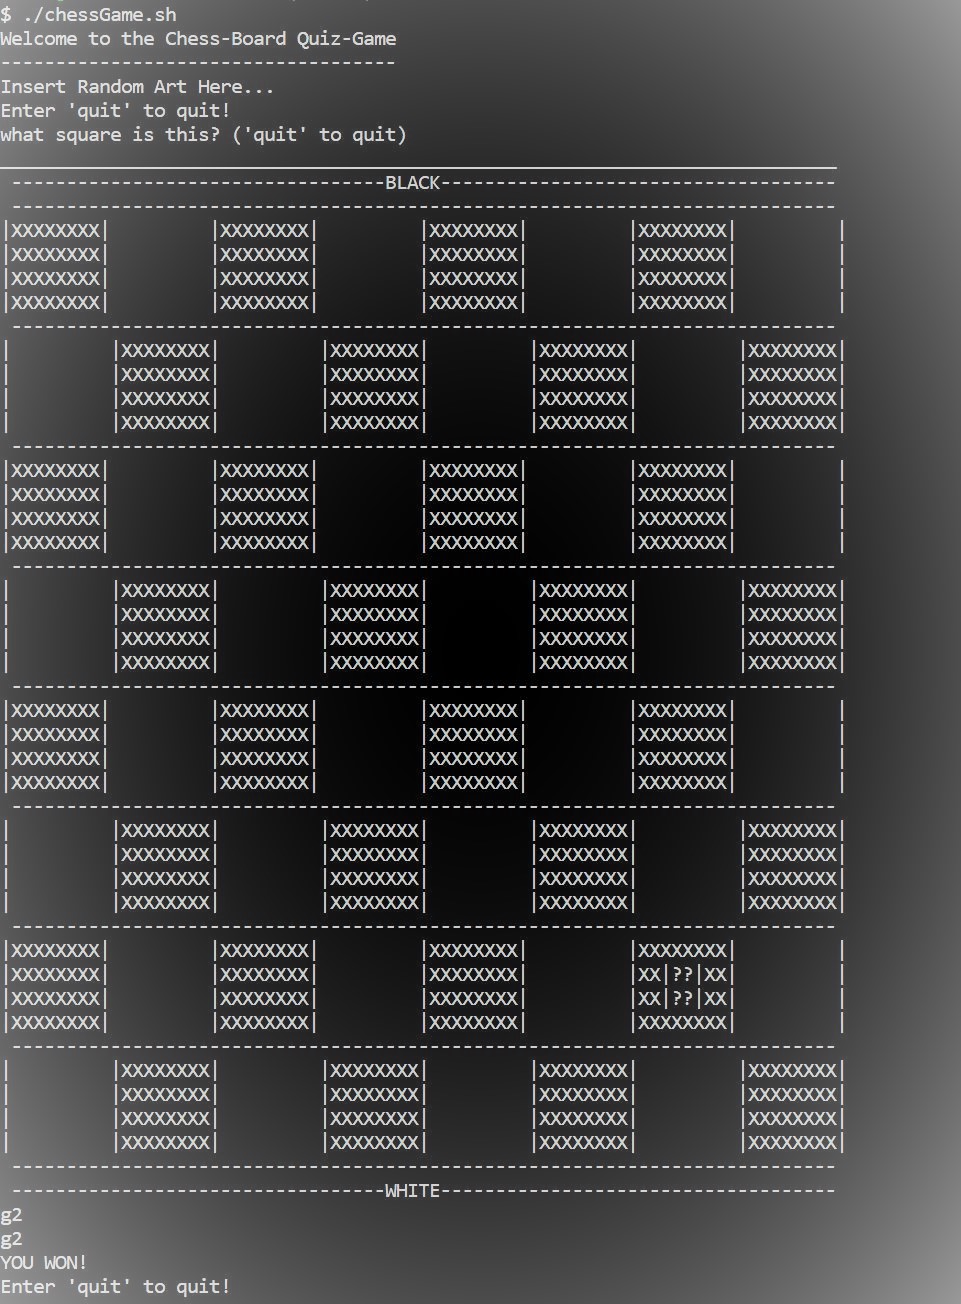 $ ./chessGame.sh
Welcome to the Chess-Board Quiz-Game
------------------------------------
Insert Random Art Here...
Enter 'quit' to quit!
what square is this? ('quit' to quit)
____________________________________________________________________________
 ----------------------------------BLACK------------------------------------
 ---------------------------------------------------------------------------
|XXXXXXXX|         |XXXXXXXX|         |XXXXXXXX|         |XXXXXXXX|         |
|XXXXXXXX|         |XXXXXXXX|         |XXXXXXXX|         |XXXXXXXX|         |
|XXXXXXXX|         |XXXXXXXX|         |XXXXXXXX|         |XXXXXXXX|         |
|XXXXXXXX|         |XXXXXXXX|         |XXXXXXXX|         |XXXXXXXX|         |
 ---------------------------------------------------------------------------
|         |XXXXXXXX|         |XXXXXXXX|         |XXXXXXXX|         |XXXXXXXX|
|         |XXXXXXXX|         |XXXXXXXX|         |XXXXXXXX|         |XXXXXXXX|
|         |XXXXXXXX|         |XXXXXXXX|         |XXXXXXXX|         |XXXXXXXX|
|         |XXXXXXXX|         |XXXXXXXX|         |XXXXXXXX|         |XXXXXXXX|
 ---------------------------------------------------------------------------
|XXXXXXXX|         |XXXXXXXX|         |XXXXXXXX|         |XXXXXXXX|         |
|XXXXXXXX|         |XXXXXXXX|         |XXXXXXXX|         |XXXXXXXX|         |
|XXXXXXXX|         |XXXXXXXX|         |XXXXXXXX|         |XXXXXXXX|         |
|XXXXXXXX|         |XXXXXXXX|         |XXXXXXXX|         |XXXXXXXX|         |
 ---------------------------------------------------------------------------
|         |XXXXXXXX|         |XXXXXXXX|         |XXXXXXXX|         |XXXXXXXX|
|         |XXXXXXXX|         |XXXXXXXX|         |XXXXXXXX|         |XXXXXXXX|
|         |XXXXXXXX|         |XXXXXXXX|         |XXXXXXXX|         |XXXXXXXX|
|         |XXXXXXXX|         |XXXXXXXX|         |XXXXXXXX|         |XXXXXXXX|
 ---------------------------------------------------------------------------
|XXXXXXXX|         |XXXXXXXX|         |XXXXXXXX|         |XXXXXXXX|         |
|XXXXXXXX|         |XXXXXXXX|         |XXXXXXXX|         |XXXXXXXX|         |
|XXXXXXXX|         |XXXXXXXX|         |XXXXXXXX|         |XXXXXXXX|         |
|XXXXXXXX|         |XXXXXXXX|         |XXXXXXXX|         |XXXXXXXX|         |
 ---------------------------------------------------------------------------
|         |XXXXXXXX|         |XXXXXXXX|         |XXXXXXXX|         |XXXXXXXX|
|         |XXXXXXXX|         |XXXXXXXX|         |XXXXXXXX|         |XXXXXXXX|
|         |XXXXXXXX|         |XXXXXXXX|         |XXXXXXXX|         |XXXXXXXX|
|         |XXXXXXXX|         |XXXXXXXX|         |XXXXXXXX|         |XXXXXXXX|
 ---------------------------------------------------------------------------
|XXXXXXXX|         |XXXXXXXX|         |XXXXXXXX|         |XXXXXXXX|         |
|XXXXXXXX|         |XXXXXXXX|         |XXXXXXXX|         |XX|??|XX|         |
|XXXXXXXX|         |XXXXXXXX|         |XXXXXXXX|         |XX|??|XX|         |
|XXXXXXXX|         |XXXXXXXX|         |XXXXXXXX|         |XXXXXXXX|         |
 ---------------------------------------------------------------------------
|         |XXXXXXXX|         |XXXXXXXX|         |XXXXXXXX|         |XXXXXXXX|
|         |XXXXXXXX|         |XXXXXXXX|         |XXXXXXXX|         |XXXXXXXX|
|         |XXXXXXXX|         |XXXXXXXX|         |XXXXXXXX|         |XXXXXXXX|
|         |XXXXXXXX|         |XXXXXXXX|         |XXXXXXXX|         |XXXXXXXX|
 ---------------------------------------------------------------------------
 ----------------------------------WHITE------------------------------------
g2
g2
YOU WON!
Enter 'quit' to quit!